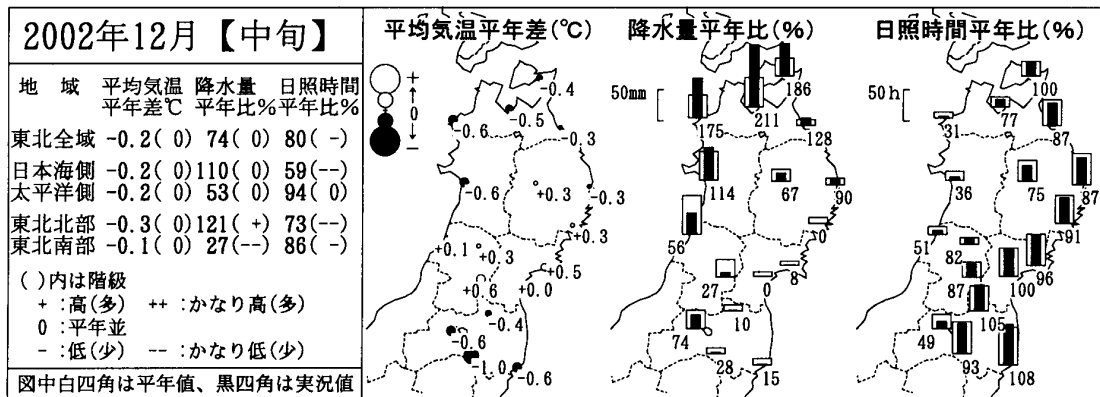 2002年12月【中旬】
地 域 平均気温 降水量 日照時間
平年差℃ 平年比% 平年比%
東北全域 -0.2( 0) 74( 0) 80( -)
日本海側 -0.2( 0)110( 0) 59(--)
太平洋側 -0.2( 0) 53( 0) 94( 0)
東北北部 -0.3( 0)121( +) 73(--)
東北南部 -0.1( 0) 27(--) 86( -)
( )内は階級
+ :高(多) ++ :かなり高(多)
0 :平年並
- :低(少) -- :かなり低(少)
図中白四角は平年値、黒四角は実況値
平均気温平年差(℃)
+
0
-
-0.4
-0.5
-0.6
-0.3
-0.6
+0.3
-0.3
+0.3
+0.1
+0.3
+0.5
+0.6
+0.0
-0.4
-0.6
-1.0
-0.6
降水量平年比(%)
50mm
186
211
175
128
114
67
90
0
56
8
27
0
10
74
28
15
日照時間平年比(%)
50h
100
77
31
87
36
75
87
91
51
82
96
87
100
105
49
93
108